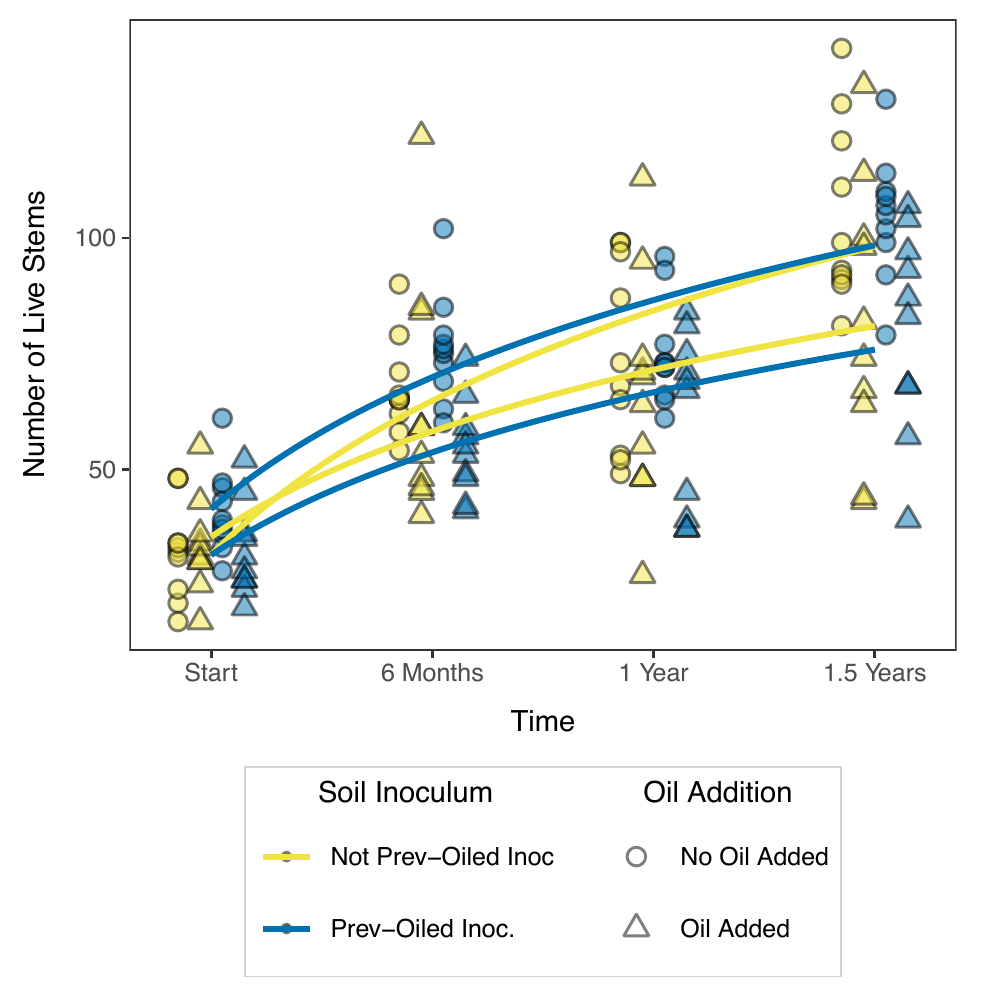 Number of Live Stems
100
50
Start
6 Months
1 Year
1.5 Years
Time
Soil Inoculum
Oil Addition
Not Prev−Oiled Inoc
No Oil Added
Prev−Oiled Inoc.
Oil Added